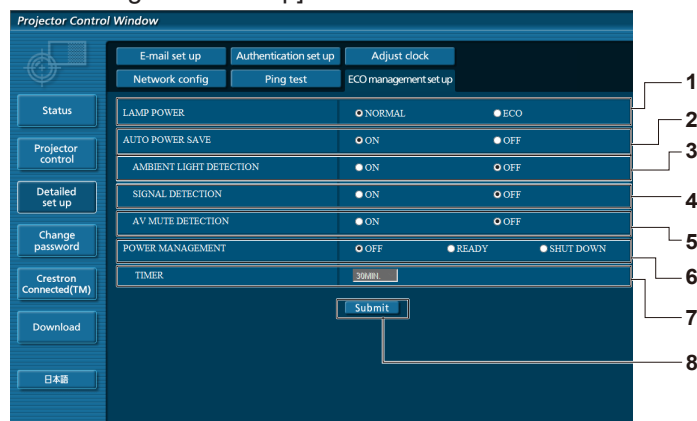 Projector Control Window
E-mail set up Authentication set up Adjust clock
Network config Ping test ECO management set up
Status
Projector
control
Detailed
set up
Change
password
Crestron
Connected(TM)
Download
日本語
LAMP POWER NORMAL ECO 1
AUTO POWER SAVE ON OFF 2
AMBIENT LIGHT DETECTION ON OFF 3
SIGNAL DETECTION ON OFF 4
AV MUTE DETECTION ON OFF 5
POWER MANAGEMENT OFF READY SHUT DOWN 6
TIMER 30MIN. 7
Submit 8